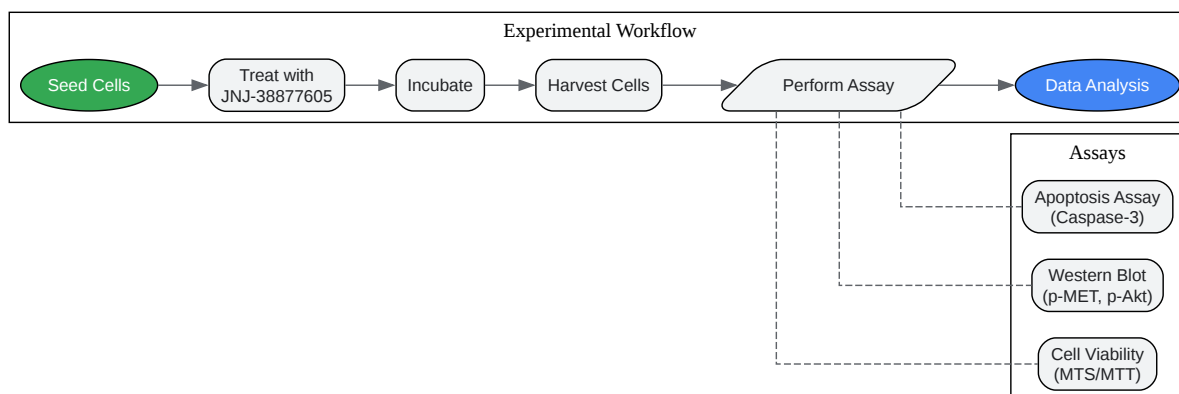 Experimental Workflow
Seed Cells
Treat with
JNJ-38877605
Incubate
Harvest Cells
Perform Assay
Data Analysis
Assays
Apoptosis Assay
(Caspase-3)
Western Blot
(p-MET, p-Akt)
Cell Viability
(MTS/MTT)